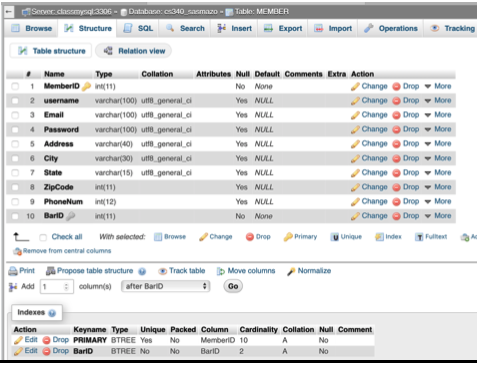 Server: classmysql:3306 » Database: cs340_sasmazo » Table: MEMBER
Browse Structure SQL Search Insert Export Import Operations Tracking
Table structure Relation view
# Name Type Collation Attributes Null Default Comments Extra Action
1 MemberID int(11) No None Change Drop More
2 username varchar(100) utf8_general_ci Yes NULL Change Drop More
3 Email varchar(100) utf8_general_ci Yes NULL Change Drop More
4 Password varchar(100) utf8_general_ci Yes NULL Change Drop More
5 Address varchar(40) utf8_general_ci Yes NULL Change Drop More
6 City varchar(30) utf8_general_ci Yes NULL Change Drop More
7 State varchar(15) utf8_general_ci Yes NULL Change Drop More
8 ZipCode int(11) Yes NULL Change Drop More
9 PhoneNum int(12) Yes NULL Change Drop More
10 BarID int(11) No None Change Drop More
Check all With selected: Browse Change Drop Primary Unique Index Fulltext
Remove from central columns
Print Propose table structure Track table Move columns Normalize
Add 1 column(s) after BarID Go
Indexes
Action Keyname Type Unique Packed Column Cardinality Collation Null Comment
Edit Drop PRIMARY BTREE Yes No MemberID 10 A No
Edit Drop BarID BTREE No No BarID 2 A No